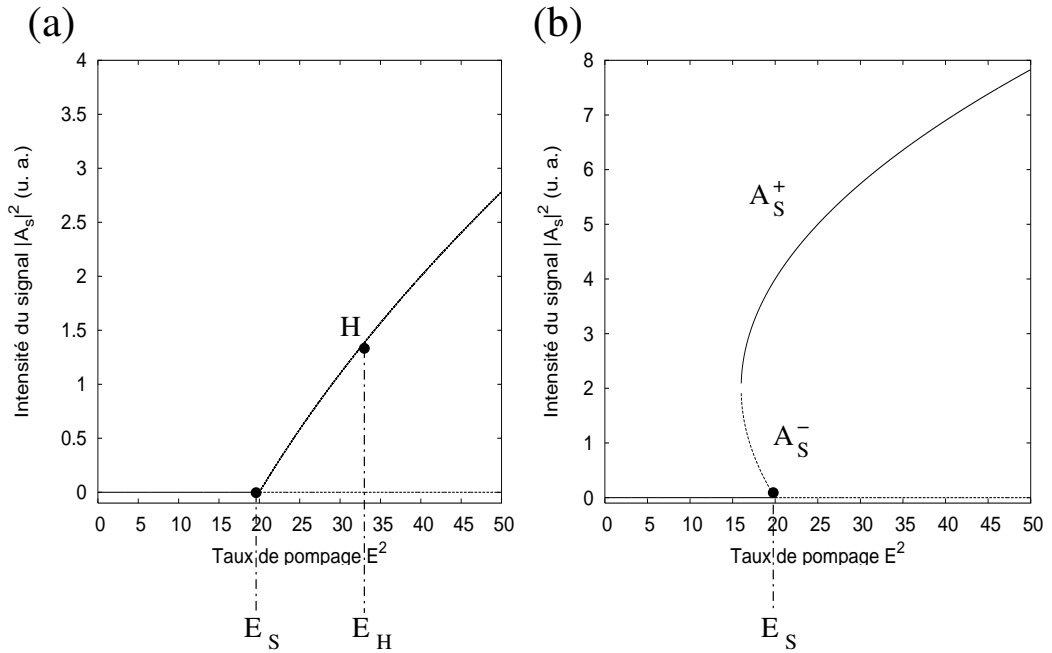 (a)
Intensité du signal |A_s|^2 (u. a.)
4
3.5
3
2.5
2
1.5
1
0.5
0
H
0 5 10 15 20 25 30 35 40 45 50
Taux de pompage E^2
E_S E_H
(b)
Intensité du signal |A_s|^2 (u. a.)
8
7
6
5
4
3
2
1
0
A_S^+
A_S^-
0 5 10 15 20 25 30 35 40 45 50
Taux de pompage E^2
E_S